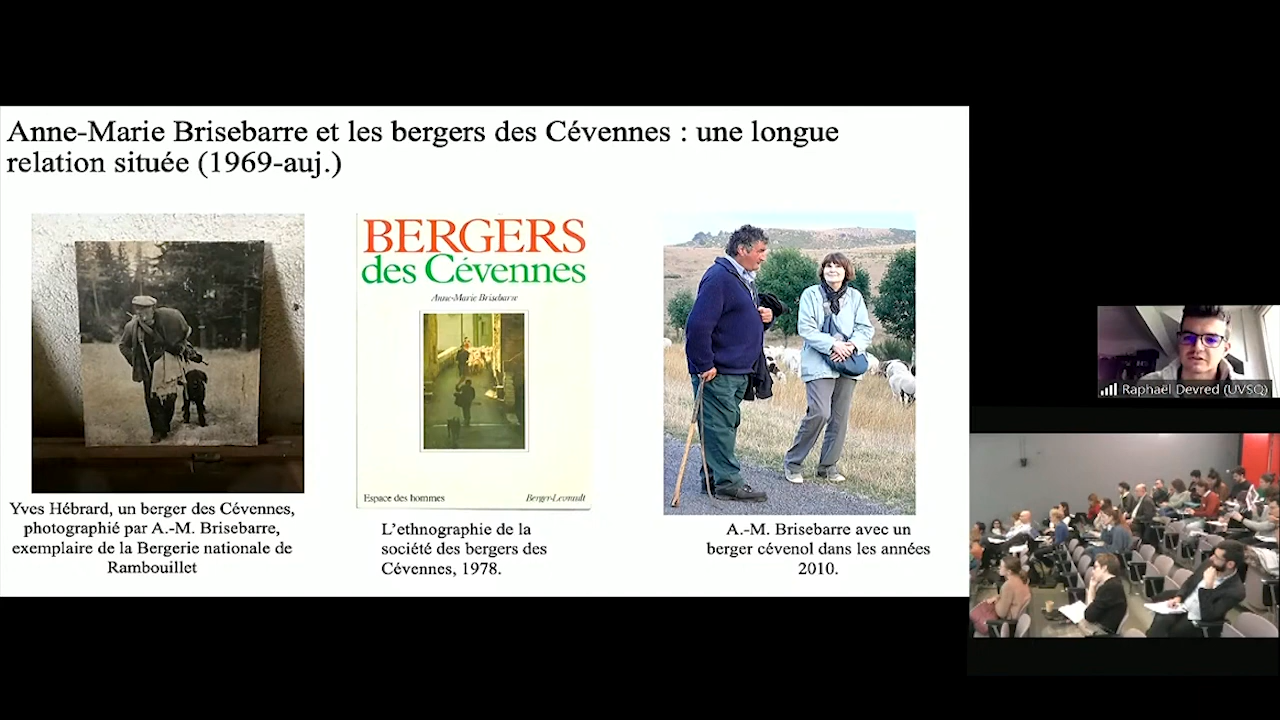 Anne-Marie Brisebarre et les bergers des Cévennes : une longue
relation située (1969-auj.)
BERGERS
des Cévennes
Anne-Marie Brisebarre
Espace des hommes
Berger-Levrault
Yves Hébrard, un berger des Cévennes,
photographié par A.-M. Brisebarre,
exemplaire de la Bergerie nationale de
Rambouillet
L'ethnographie de la
société des bergers des
Cévennes, 1978.
A.-M. Brisebarre avec un
berger cévenol dans les années
2010.
Raphaël Devred (UVSQ)